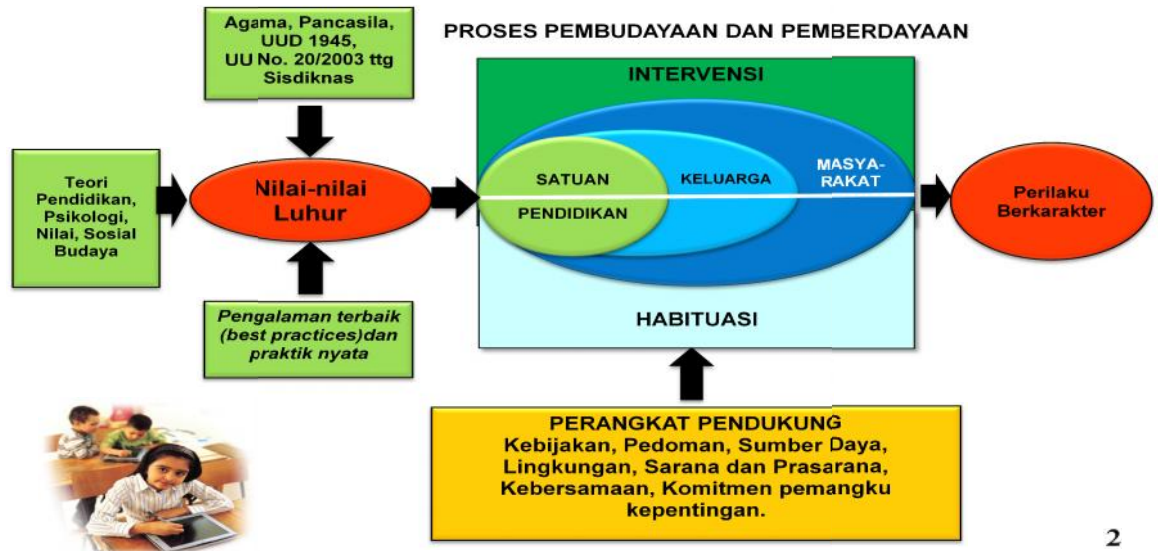 Agama, Pancasila,
UUD 1945,
UU No. 20/2003 ttg
Sisdiknas
PROSES PEMBUDAYAAN DAN PEMBERDAYAAN
INTERVENSI
Teori
Pendidikan,
Psikologi,
Nilai, Sosial
Budaya
Nilai-nilai
Luhur
SATUAN
PENDIDIKAN
KELUARGA
MASYA-
RAKAT
Perilaku
Berkarakter
Pengalaman terbaik
(best practices)dan
praktik nyata
HABITUASI
PERANGKAT PENDUKUNG
Kebijakan, Pedoman, Sumber Daya,
Lingkungan, Sarana dan Prasarana,
Kebersamaan, Komitmen pemangku
kepentingan.
2